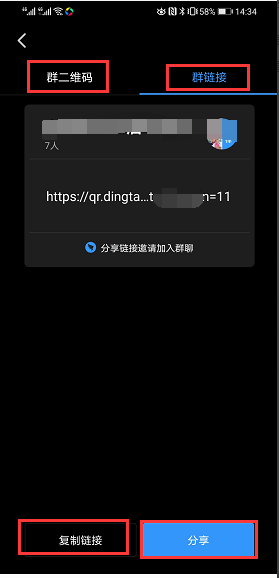 58% 14:34
群二维码 群链接
7人
https://qr.dingta...t n=11
分享链接邀请加入群聊
复制链接 分享